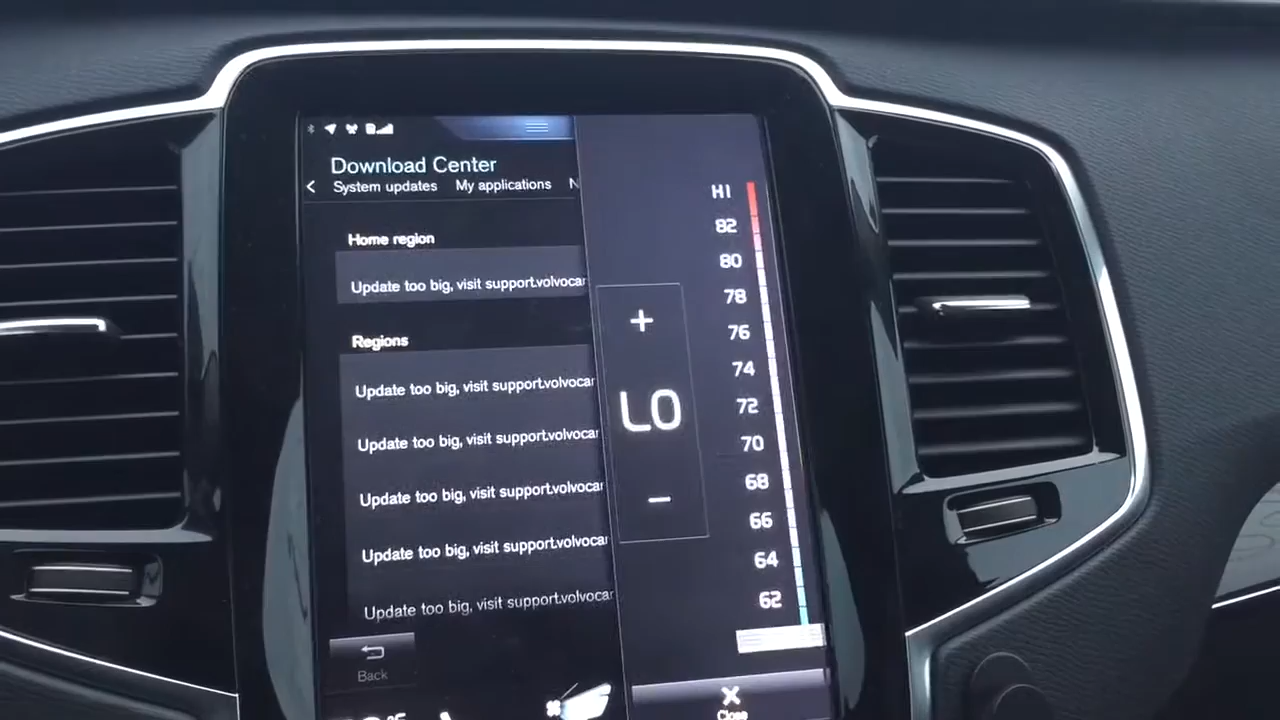 Download Center
System updates My applications N
Home region
Update too big, visit support.volvocar
Regions
Update too big, visit support.volvocar
Update too big, visit support.volvocar
Update too big, visit support.volvocar
Update too big, visit support.volvocar
Update too big, visit support.volvocar
Back
+
LO
−
HI
82
80
78
76
74
72
70
68
66
64
62
Close